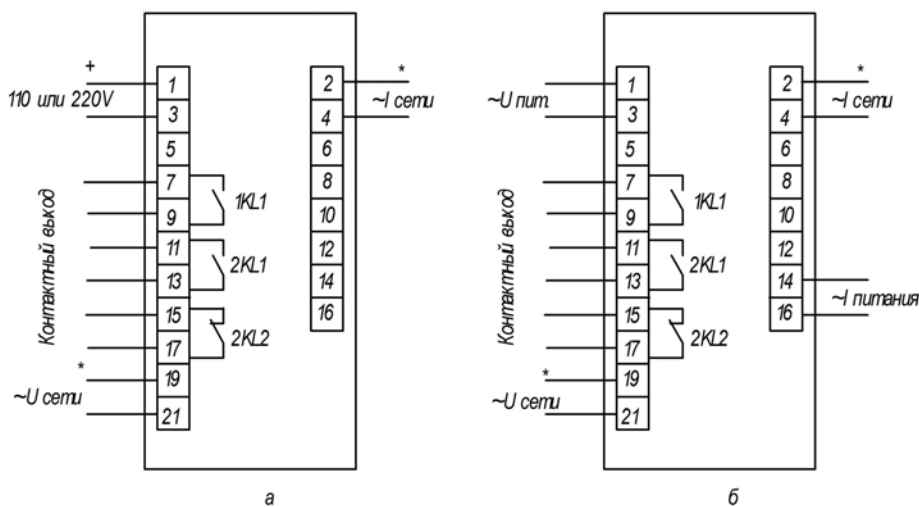 +
110 или 220V
1
3
5
7
9
11
13
15
17
19
21
1KL1
2KL1
2KL2
Контактный выход
*
~U сети
2
4
6
8
10
12
14
16
*
~I сети
а
~U пит.
1
3
5
7
9
11
13
15
17
19
21
1KL1
2KL1
2KL2
Контактный выход
*
~U сети
2
4
6
8
10
12
14
16
*
~I сети
~I питания
б